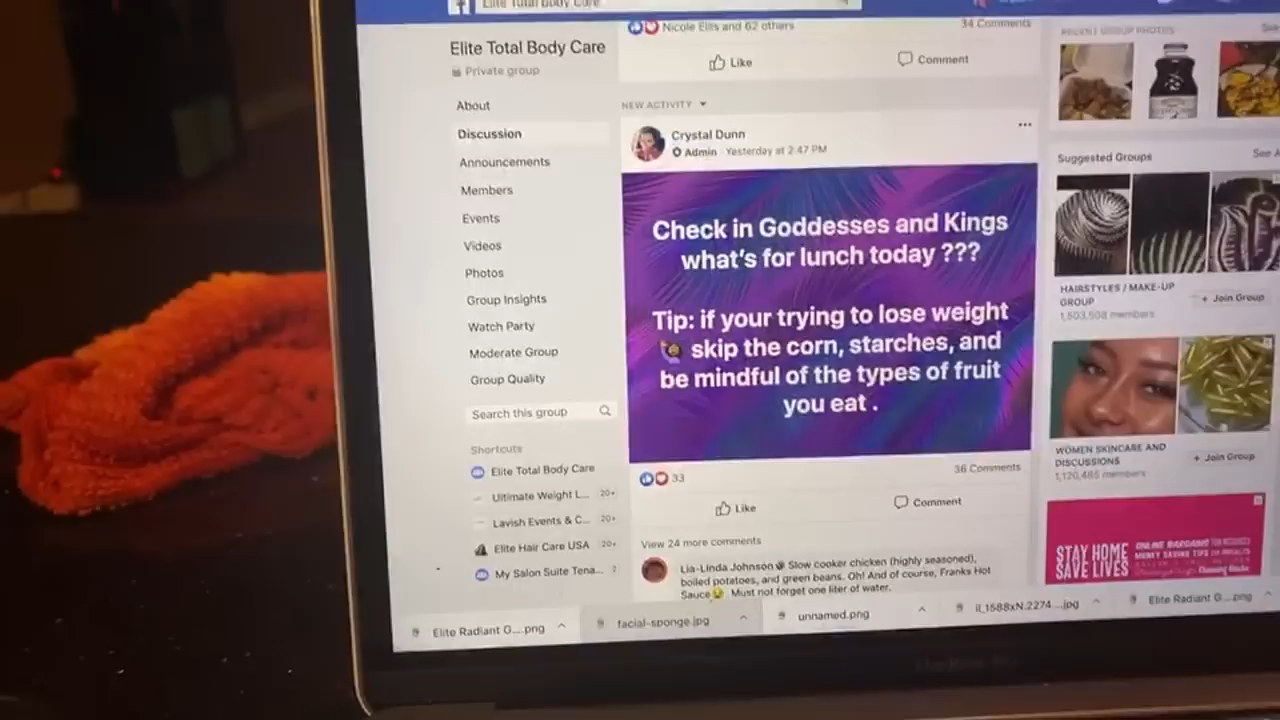 Elite Total Body Care
Elite Total Body Care
Private group
Nicole Ellis and 62 others
34 Comments
Like
Comment
About
Discussion
Announcements
Members
Events
Videos
Photos
Group Insights
Watch Party
Moderate Group
Group Quality
Search this group
Shortcuts
Elite Total Body Care
Ultimate Weight L... 20+
Lavish Events & C... 20+
Elite Hair Care USA 20+
My Salon Suite Tena... 2
NEW ACTIVITY
Crystal Dunn
Admin · Yesterday at 2:47 PM
Check in Goddesses and Kings
what's for lunch today ???
Tip: if your trying to lose weight
skip the corn, starches, and
be mindful of the types of fruit
you eat .
33
36 Comments
Like
Comment
View 24 more comments
Lia-Linda Johnson Slow cooker chicken (highly seasoned),
boiled potatoes, and green beans. Oh! And of course, Franks Hot
Sauce Must not forget one liter of water.
RECENT GROUP PHOTOS
See
Suggested Groups
See A
HAIRSTYLES / MAKE-UP
GROUP
1,503,508 members
+ Join Group
WOMEN SKINCARE AND
DISCUSSIONS
1,120,485 members
+ Join Group
STAY HOME
SAVE LIVES
Elite Radiant G....png
facial-sponge.jpg
unnamed.png
il_1588xN.2274....jpg
Elite Radiant G....png